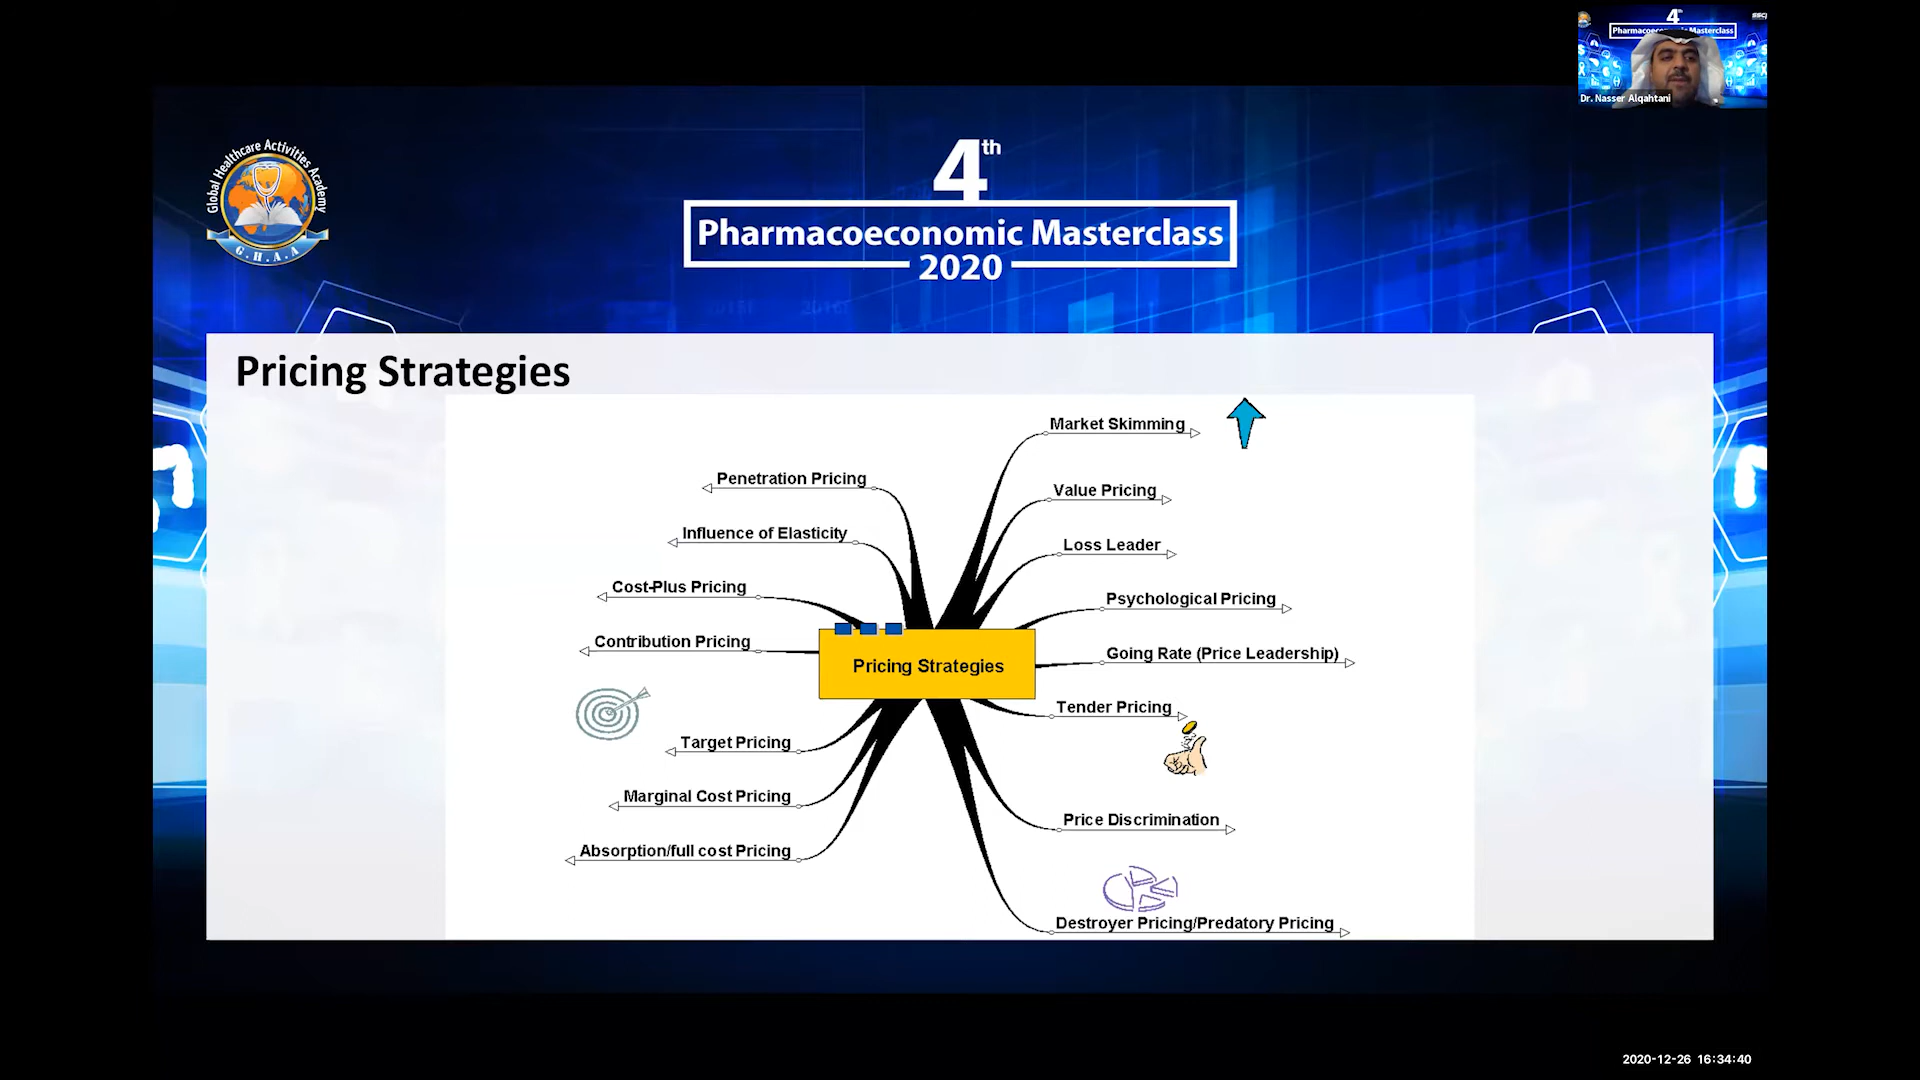 4th
Pharmacoeconomic Masterclass
Dr. Nasser Alqahtani
Global Healthcare Activities Academy
G.H.A.A
4th
Pharmacoeconomic Masterclass
2020
Pricing Strategies
Market Skimming
Penetration Pricing
Value Pricing
Influence of Elasticity
Loss Leader
Cost-Plus Pricing
Psychological Pricing
Contribution Pricing
Going Rate (Price Leadership)
Pricing Strategies
Tender Pricing
Target Pricing
Marginal Cost Pricing
Price Discrimination
Absorption/full cost Pricing
Destroyer Pricing/Predatory Pricing
2020-12-26 16:34:40